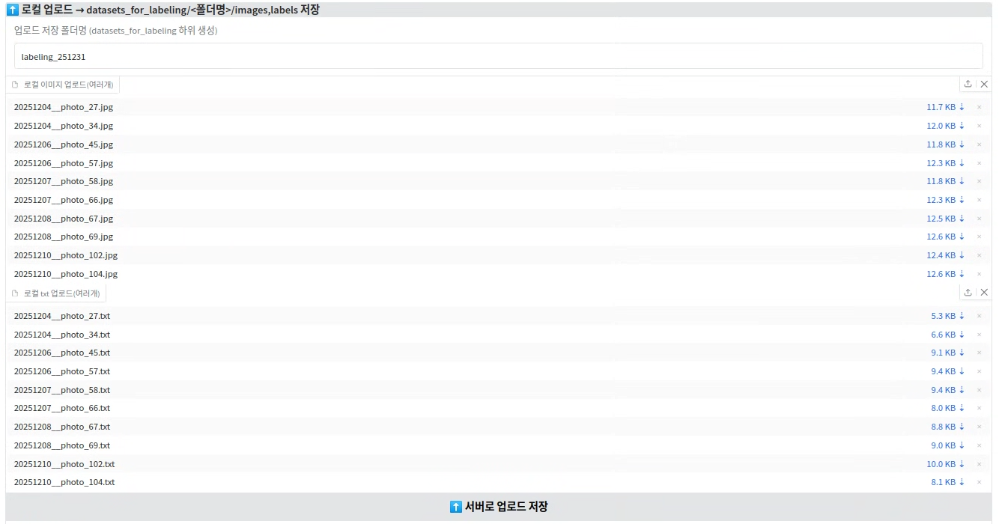 ⬆️ 로컬 업로드 → datasets_for_labeling/<폴더명>/images,labels 저장
업로드 저장 폴더명 (datasets_for_labeling 하위 생성)
labeling_251231
로컬 이미지 업로드(여러개)
20251204__photo_27.jpg 11.7 KB ↓ ×
20251204__photo_34.jpg 12.0 KB ↓ ×
20251206__photo_45.jpg 11.8 KB ↓ ×
20251206__photo_57.jpg 12.3 KB ↓ ×
20251207__photo_58.jpg 11.8 KB ↓ ×
20251207__photo_66.jpg 12.3 KB ↓ ×
20251208__photo_67.jpg 12.5 KB ↓ ×
20251208__photo_69.jpg 12.6 KB ↓ ×
20251210__photo_102.jpg 12.4 KB ↓ ×
20251210__photo_104.jpg 12.6 KB ↓ ×
로컬 txt 업로드(여러개)
20251204__photo_27.txt 5.3 KB ↓ ×
20251204__photo_34.txt 6.6 KB ↓ ×
20251206__photo_45.txt 9.1 KB ↓ ×
20251206__photo_57.txt 9.4 KB ↓ ×
20251207__photo_58.txt 9.4 KB ↓ ×
20251207__photo_66.txt 8.0 KB ↓ ×
20251208__photo_67.txt 8.8 KB ↓ ×
20251208__photo_69.txt 9.0 KB ↓ ×
20251210__photo_102.txt 10.0 KB ↓ ×
20251210__photo_104.txt 8.1 KB ↓ ×
⬆️ 서버로 업로드 저장